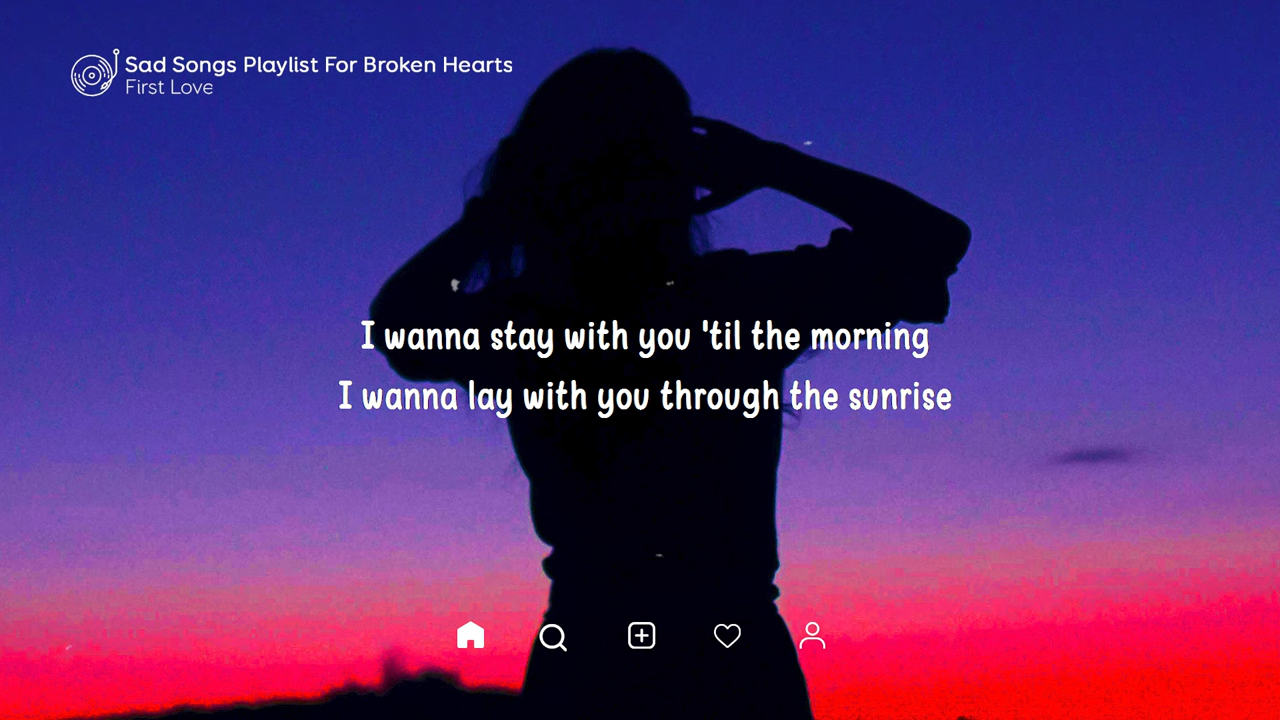 Sad Songs Playlist For Broken Hearts
First Love
I wanna stay with you 'til the morning
I wanna lay with you through the sunrise